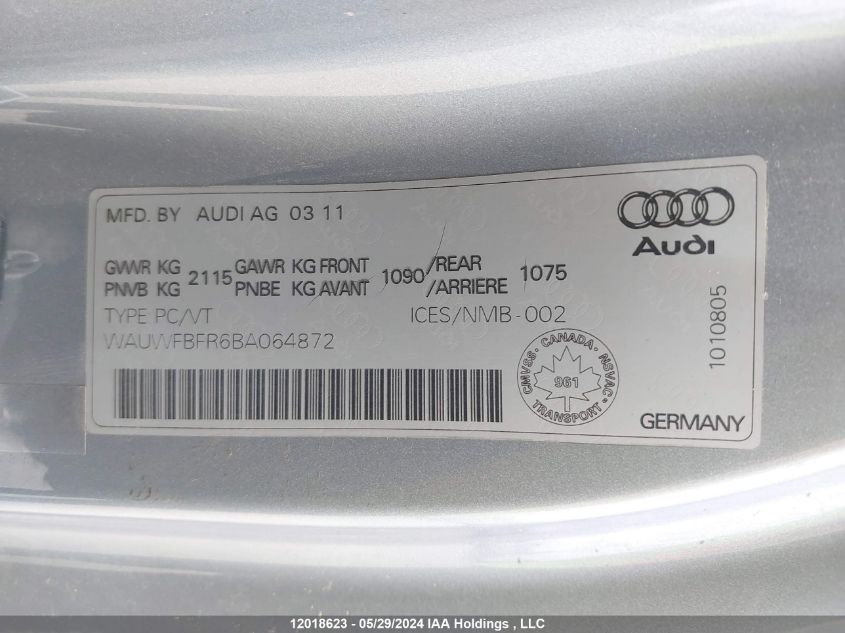 MFD. BY AUDI AG 03 11
Audi
GVWR KG 2115 GAWR KG FRONT 1090 /REAR 1075
PNVB KG PNBE KG AVANT /ARRIERE
TYPE PC/VT ICES/NMB-002
WAUWFBFR6BA064872
1010805
CMVSS • CANADA • NSVAC
961
TRANSPORT
GERMANY
12018623 - 05/29/2024 IAA Holdings , LLC